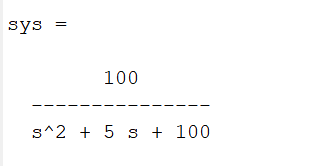 sys =
100
---------------
s^2 + 5 s + 100